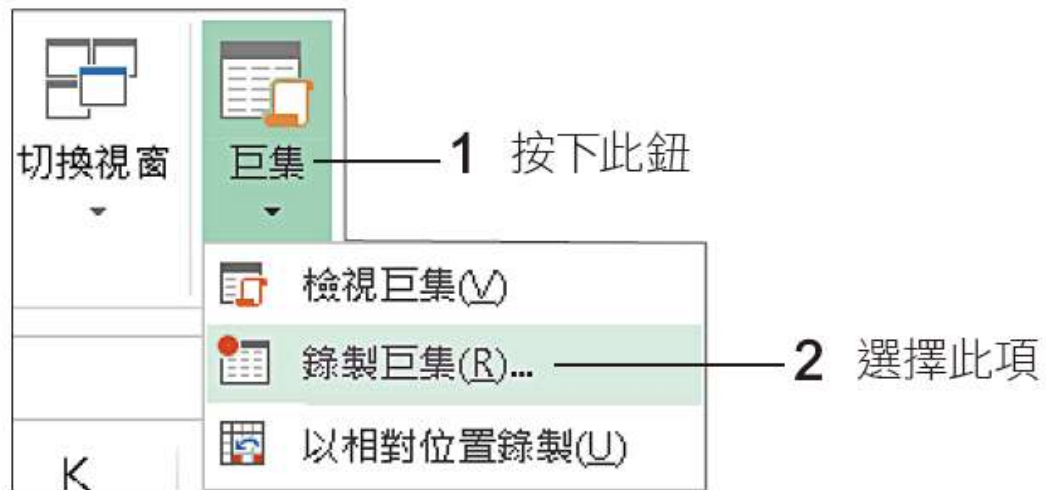 切換視窗
巨集
1 按下此鈕
檢視巨集(V)
錄製巨集(R)...
2 選擇此項
以相對位置錄製(U)
K